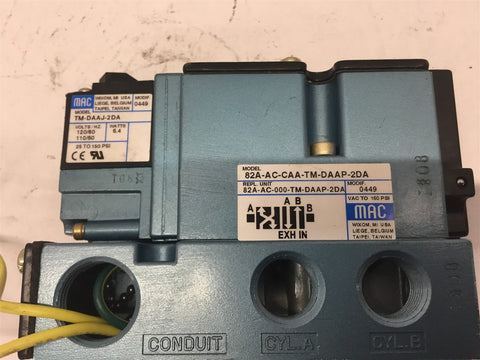 MAC
WIXOM, MI USA
LIEGE, BELGIUM
TAIPEI, TAIWAN
MODIF.
0449
MODEL
TM-DAAJ-2DA
VOLTS/HZ.
120/60
110/50
WATTS
6.4
25 TO 150 PSI
CE
MODEL
82A-AC-CAA-TM-DAAP-2DA
REPL. UNIT
82A-AC-000-TM-DAAP-2DA
MODIF.
0449
A B
A B
EXH IN
VAC TO 150 PSI
MAC
WIXOM, MI USA
LIEGE, BELGIUM
TAIPEI, TAIWAN
CONDUIT
CYL.A
CYL.B